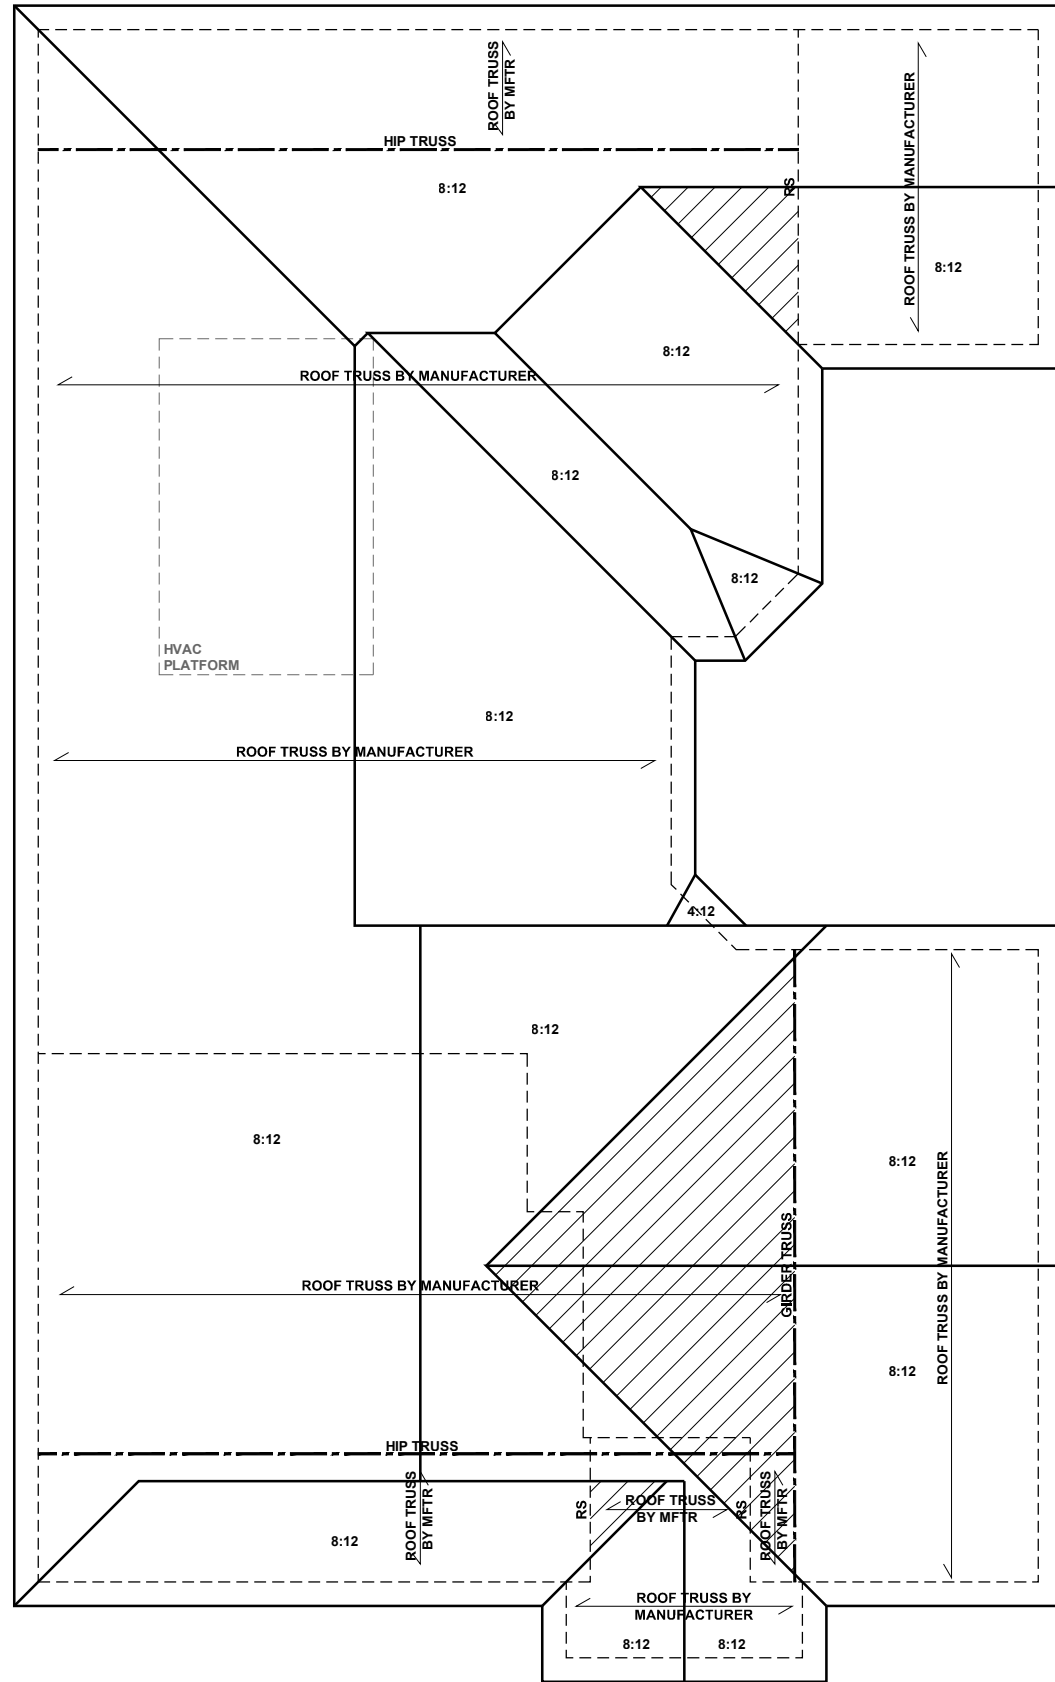 ROOF TRUSS
BY MFTR
ROOF TRUSS BY MANUFACTURER
HIP TRUSS
8:12
RS
8:12
8:12
ROOF TRUSS BY MANUFACTURER
8:12
8:12
HVAC
PLATFORM
8:12
ROOF TRUSS BY MANUFACTURER
4:12
8:12
8:12
8:12
ROOF TRUSS BY MANUFACTURER
GIRDER TRUSS
ROOF TRUSS BY MANUFACTURER
8:12
HIP TRUSS
ROOF TRUSS
BY MFTR
RS
ROOF TRUSS
BY MFTR
RS
ROOF TRUSS
BY MFTR
8:12
ROOF TRUSS BY
MANUFACTURER
8:12
8:12